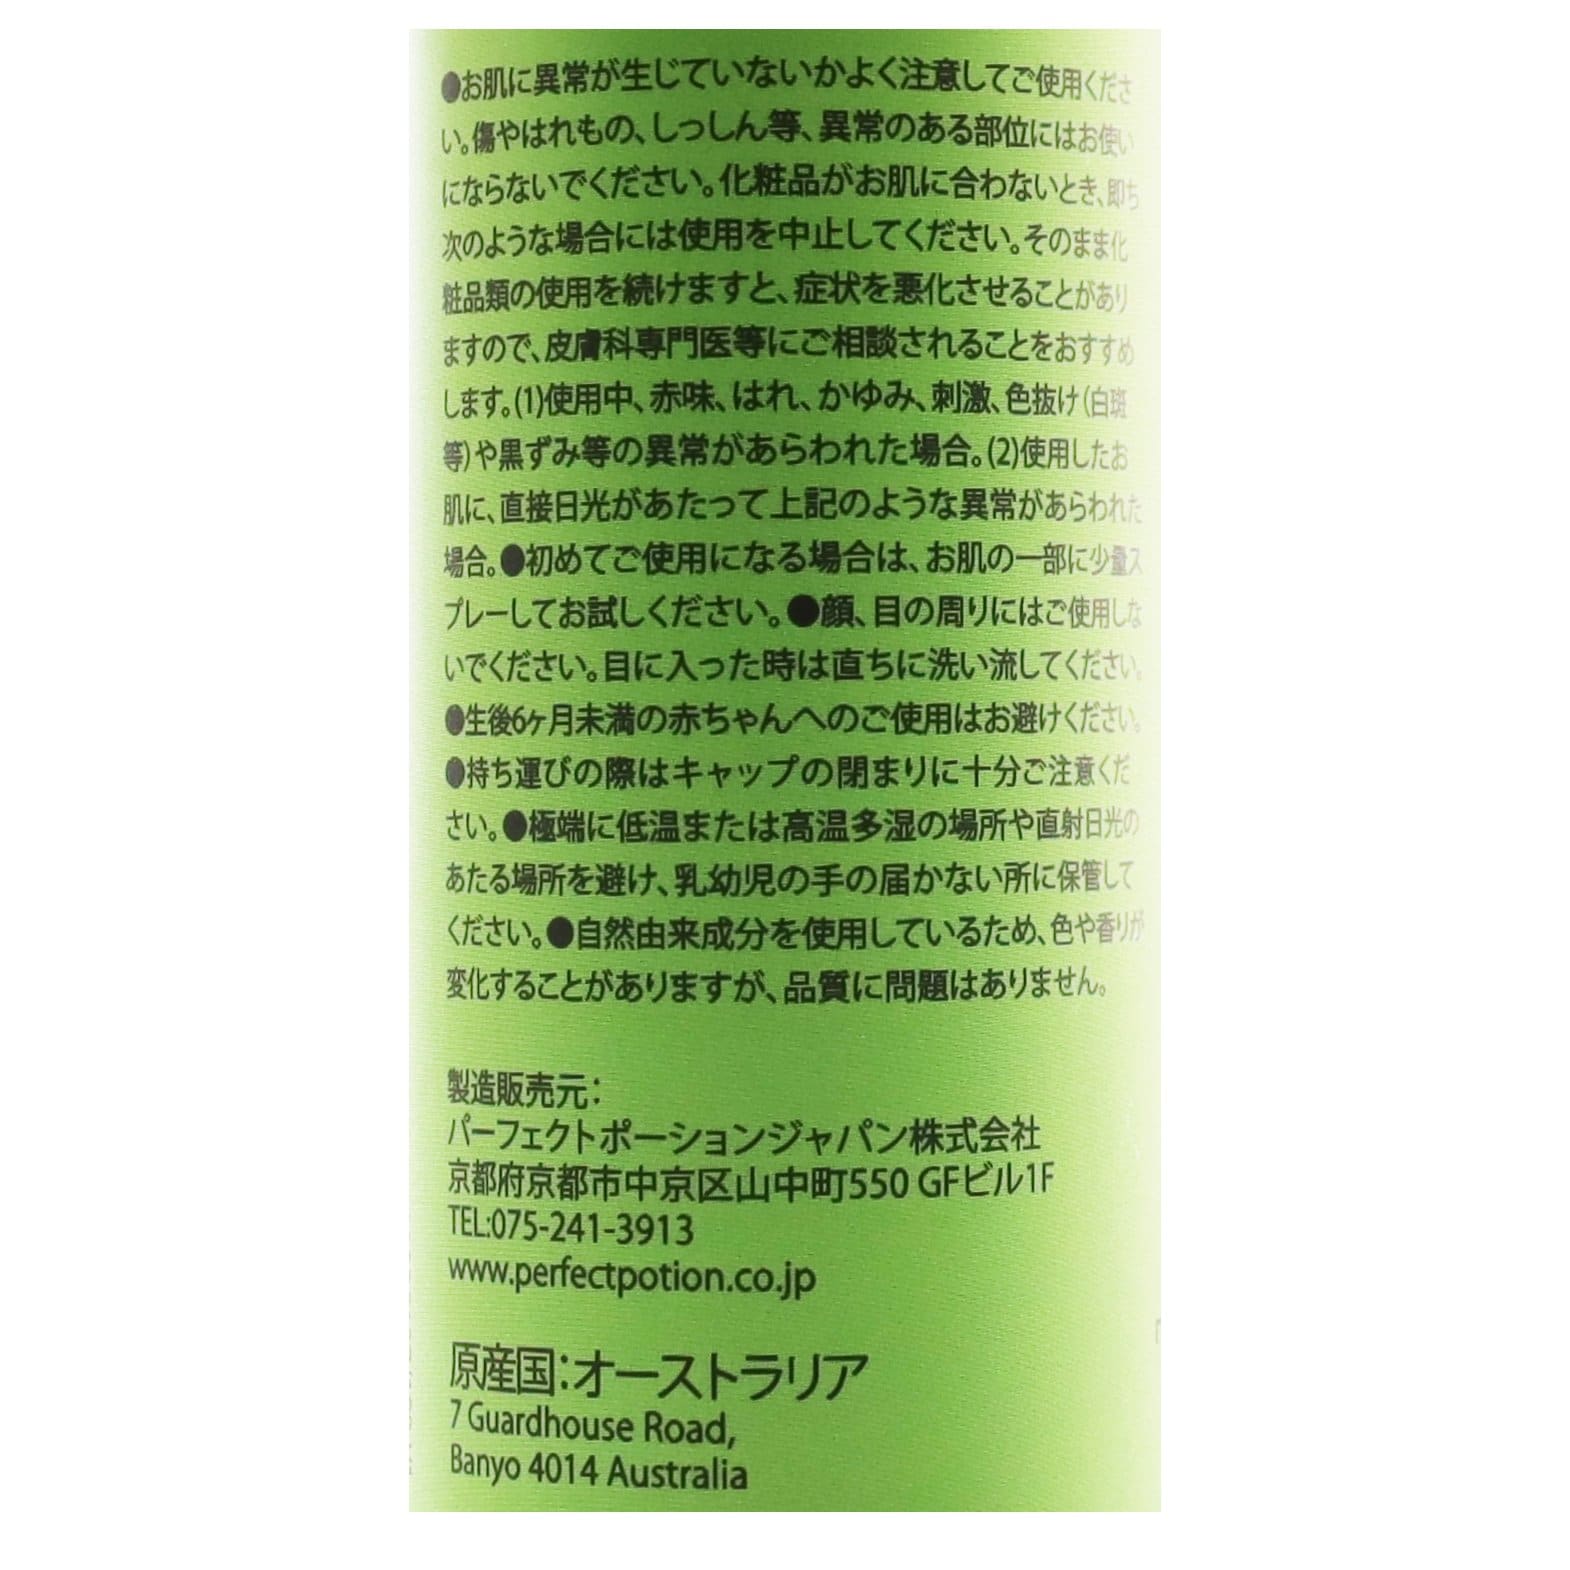 ●お肌に異常が生じていないかよく注意してご使用くださ
い。傷やはれもの、しっしん等、異常のある部位にはお使い
にならないでください。化粧品がお肌に合わないとき、即ち
次のような場合には使用を中止してください。そのまま化
粧品類の使用を続けますと、症状を悪化させることがあり
ますので、皮膚科専門医等にご相談されることをおすすめ
します。(1)使用中、赤味、はれ、かゆみ、刺激、色抜け(白斑
等)や黒ずみ等の異常があらわれた場合。(2)使用したお
肌に、直接日光があたって上記のような異常があらわれた
場合。●初めてご使用になる場合は、お肌の一部に少量ス
プレーしてお試しください。●顔、目の周りにはご使用しな
いでください。目に入った時は直ちに洗い流してください。
●生後6ヶ月未満の赤ちゃんへのご使用はお避けください。
●持ち運びの際はキャップの閉まりに十分ご注意くだ
さい。●極端に低温または高温多湿の場所や直射日光の
あたる場所を避け、乳幼児の手の届かない所に保管して
ください。●自然由来成分を使用しているため、色や香りが
変化することがありますが、品質に問題はありません。
製造販売元:
パーフェクトポーションジャパン株式会社
京都府京都市中京区山中町550 GFビル1F
TEL:075-241-3913
www.perfectpotion.co.jp
原産国:オーストラリア
7 Guardhouse Road,
Banyo 4014 Australia